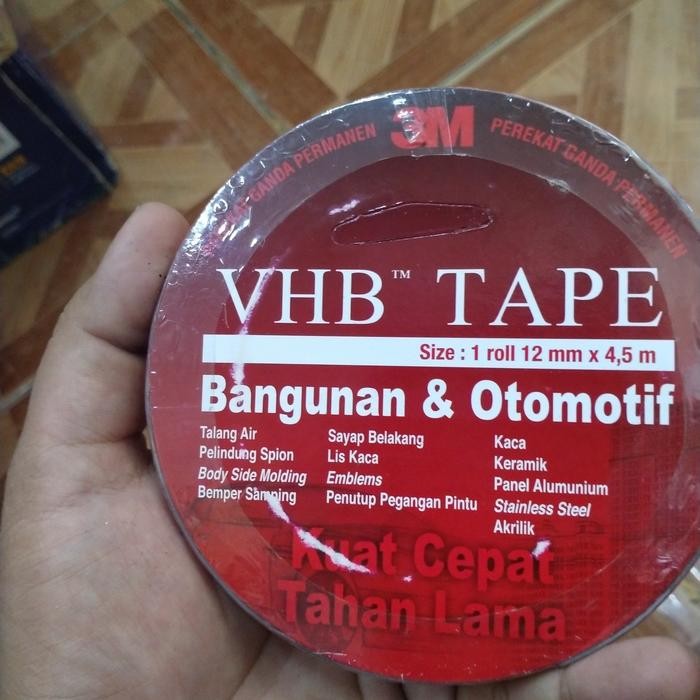 GANDA PERMANEN
3M
PEREKAT GANDA PERMANEN
VHB™ TAPE
Size : 1 roll 12 mm x 4,5 m
Bangunan & Otomotif
Talang Air
Pelindung Spion
Body Side Molding
Bemper Samping
Sayap Belakang
Lis Kaca
Emblems
Penutup Pegangan Pintu
Kaca
Keramik
Panel Alumunium
Stainless Steel
Akrilik
Kuat Cepat
Tahan Lama